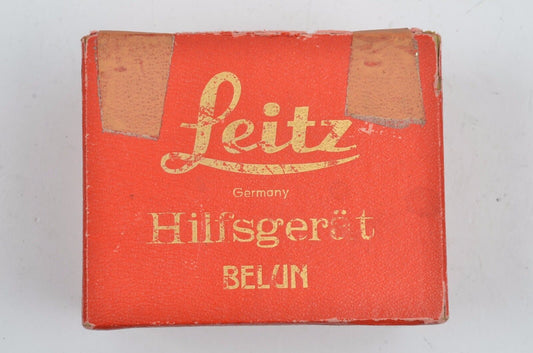 Leitz
Germany
Hilfsgerät
BELUN